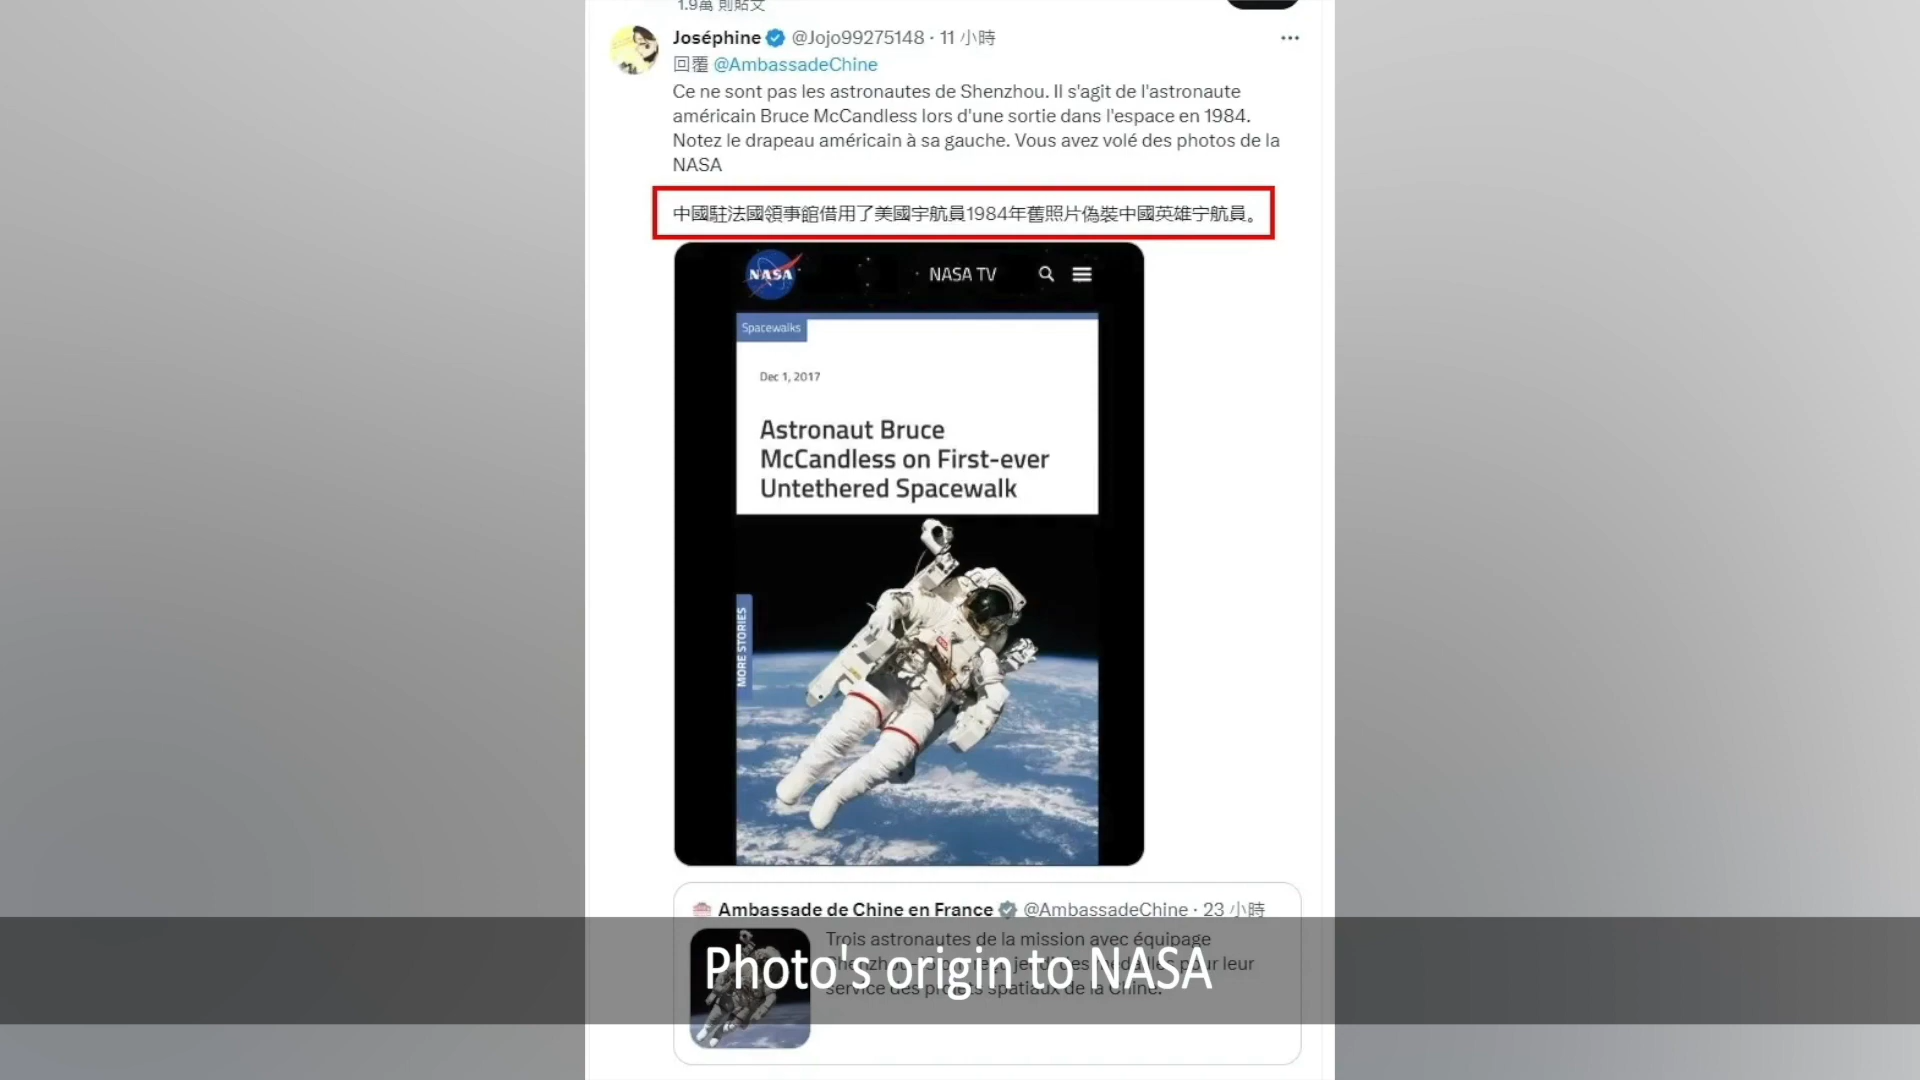 1.9萬 則貼文
Joséphine @Jojo99275148 · 11 小時
回覆 @AmbassadeChine
Ce ne sont pas les astronautes de Shenzhou. Il s'agit de l'astronaute
américain Bruce McCandless lors d'une sortie dans l'espace en 1984.
Notez le drapeau américain à sa gauche. Vous avez volé des photos de la
NASA
中國駐法國領事館借用了美國宇航員1984年舊照片偽裝中國英雄宁航員。
NASA
NASA TV
Spacewalks
Dec 1, 2017
Astronaut Bruce
McCandless on First-ever
Untethered Spacewalk
MORE STORIES
Ambassade de Chine en France @AmbassadeChine · 23 小時
Trois astronautes de la mission avec équipage
jeudi des médailles pour leur
service des projets spatiaux de la Chine.
Photo's origin to NASA